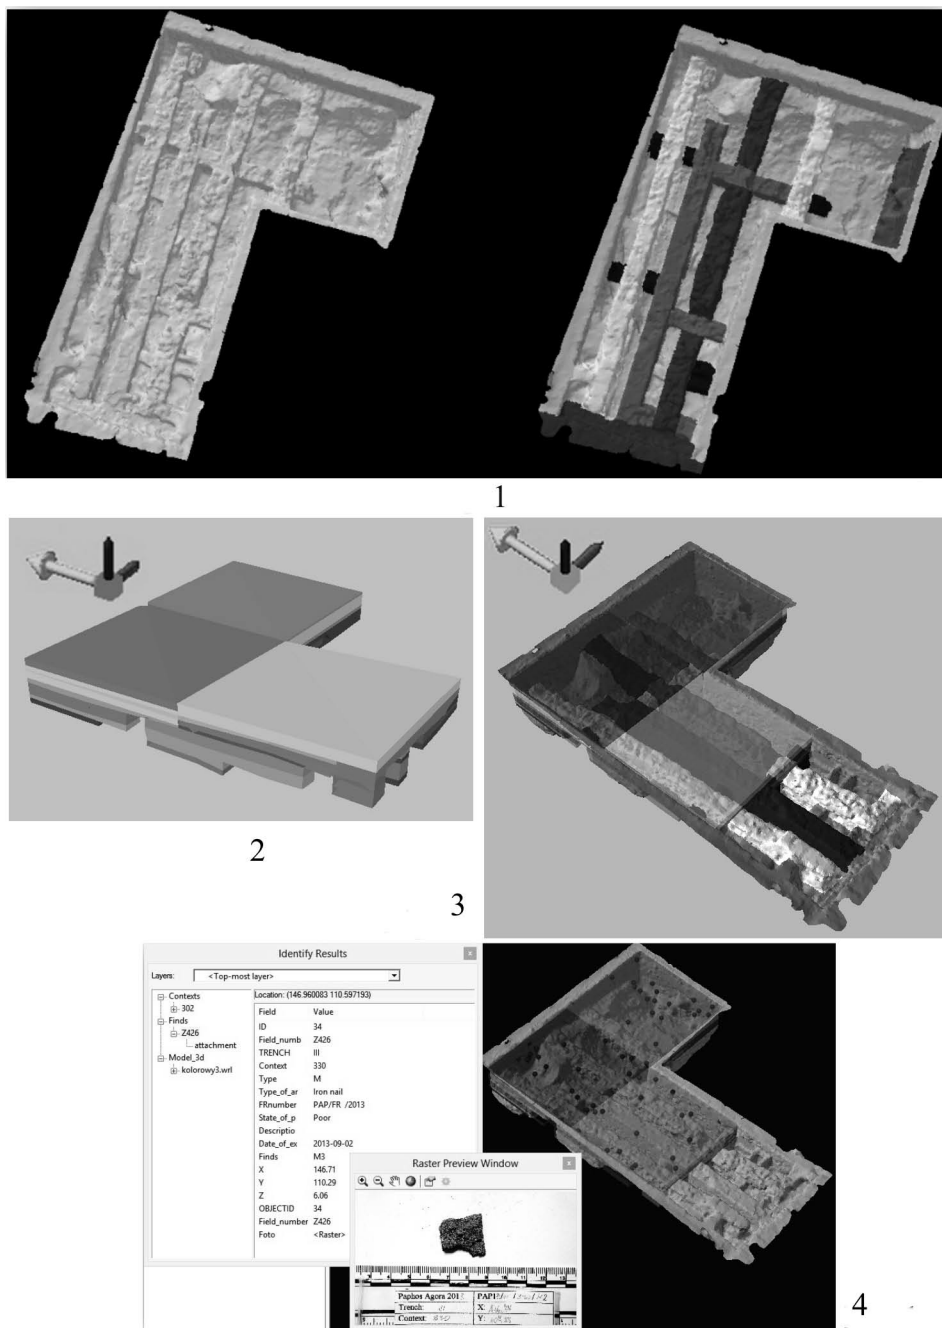 1
2
3
Identify Results
x
Layers:
<Top-most layer>
Contexts
302
Finds
Z426
attachment
Model_3d
kolorowy3.wrl
Location: (146.960083 110.597193)
Field Value
ID 34
Field_numb Z426
TRENCH III
Context 330
Type M
Type_of_ar Iron nail
FRnumber PAP/FR /2013
State_of_p Poor
Descriptio
Date_of_ex 2013-09-02
Finds M3
X 146.71
Y 110.29
Z 6.06
OBJECTID 34
Field_number Z426
Foto <Raster>
Raster Preview Window
x
Paphos Agora
Trench:
X:
Context:
Y:
4